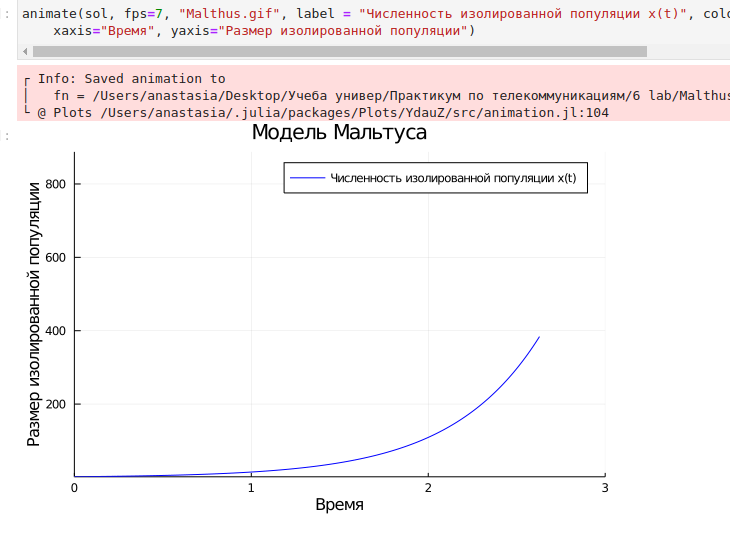 animate(sol, fps=7, "Malthus.gif", label = "Численность изолированной популяции x(t)",
xaxis="Время", yaxis="Размер изолированной популяции")
┌ Info: Saved animation to
│ fn = /Users/anastasia/Desktop/Учеба универ/Практикум по телекоммуникациям/6 lab/Malthus
└ @ Plots /Users/anastasia/.julia/packages/Plots/YdauZ/src/animation.jl:104
Модель Мальтуса
Численность изолированной популяции x(t)
Размер изолированной популяции
800
600
400
200
0 1 2 3
Время